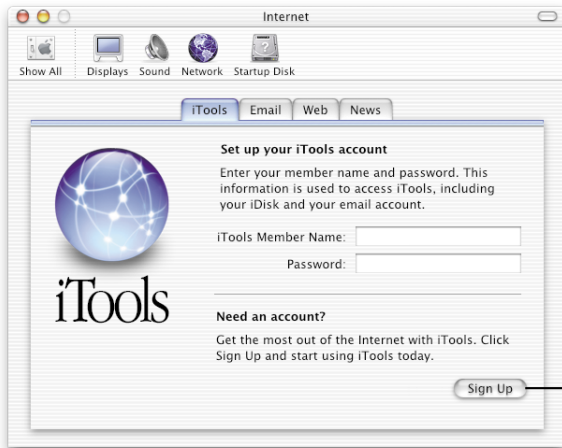 Internet
Show All Displays Sound Network Startup Disk
iTools Email Web News
Set up your iTools account
Enter your member name and password. This
information is used to access iTools, including
your iDisk and your email account.
iTools Member Name:
Password:
iTools
Need an account?
Get the most out of the Internet with iTools. Click
Sign Up and start using iTools today.
Sign Up